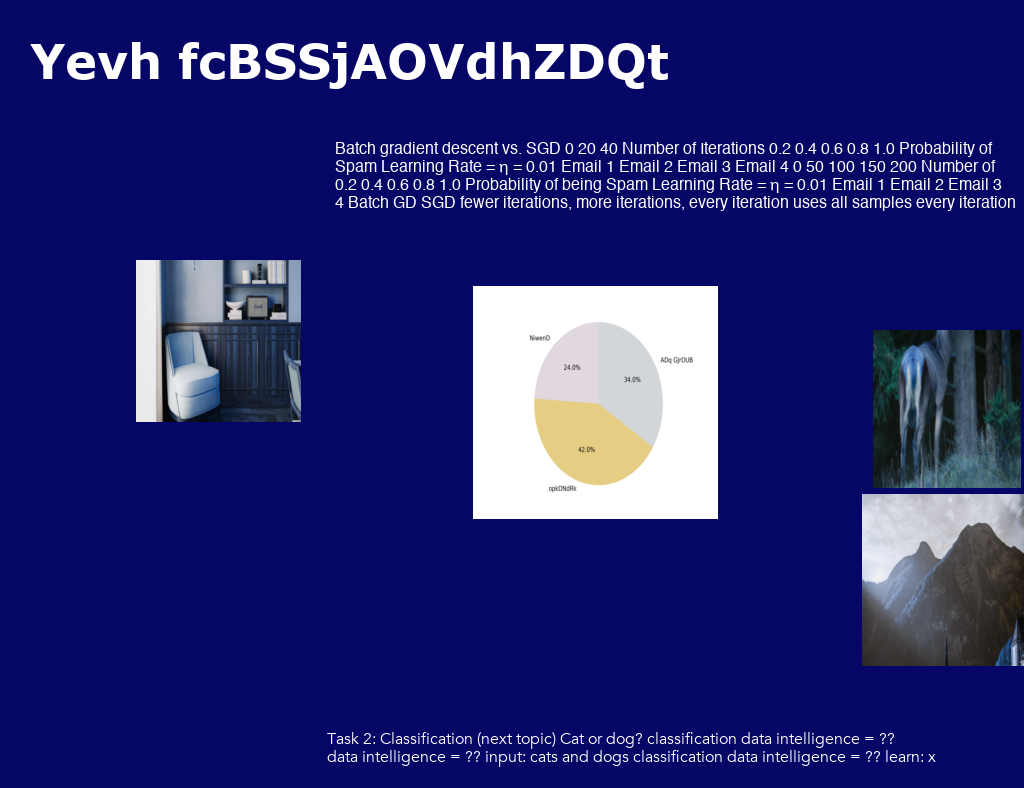 Yevh fcBSSjAOVdhZDQt
Batch gradient descent vs. SGD 0 20 40 Number of Iterations 0.2 0.4 0.6 0.8 1.0 Probability of
Spam Learning Rate = η = 0.01 Email 1 Email 2 Email 3 Email 4 0 50 100 150 200 Number of
0.2 0.4 0.6 0.8 1.0 Probability of being Spam Learning Rate = η = 0.01 Email 1 Email 2 Email 3
4 Batch GD SGD fewer iterations, more iterations, every iteration uses all samples every iteration
NiwenD
ADq GJrOUB
24.0%
34.0%
42.0%
opkDNdRk
Task 2: Classification (next topic) Cat or dog? classification data intelligence = ??
data intelligence = ?? input: cats and dogs classification data intelligence = ?? learn: x